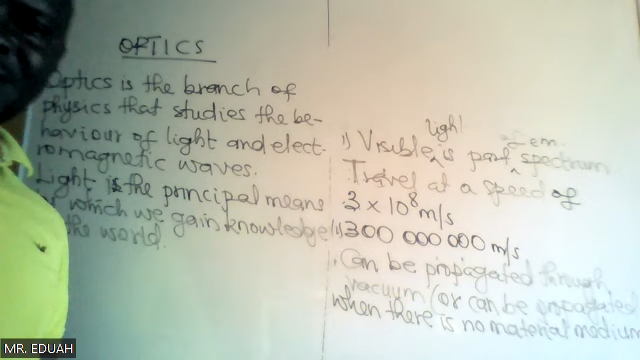 OPTICS
Optics is the branch of
physics that studies the be-
haviour of light and elect-
romagnetic waves.
Light is the principal means
which we gain knowledge
the world.
light
em.
i) Visible ^ is part ^ spectrum
Travel at a speed of
3 x 10⁸ m/s
300 000 000 m/s
Can be propagated through
vacuum (or can be propagated
when there is no material medium
MR. EDUAH